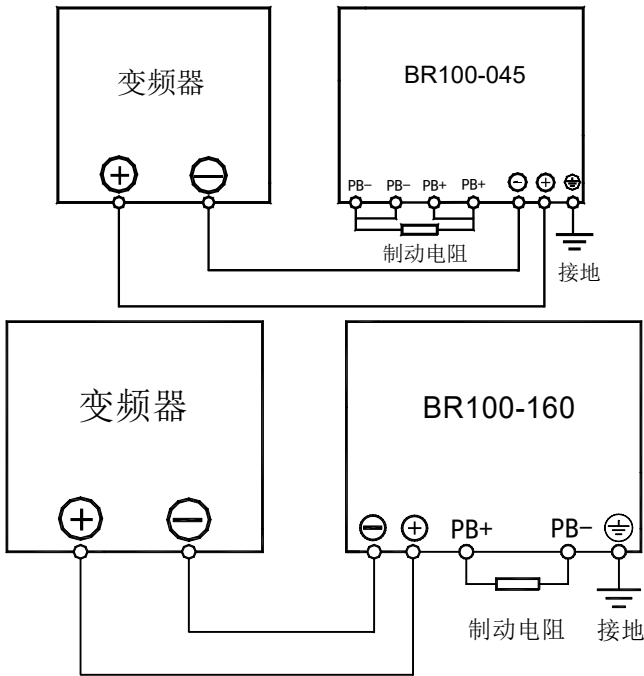 变频器
BR100-045
+ −
PB− PB− PB+ PB+ − +
制动电阻
接地
变频器
BR100-160
+ −
− + PB+ PB−
制动电阻 接地